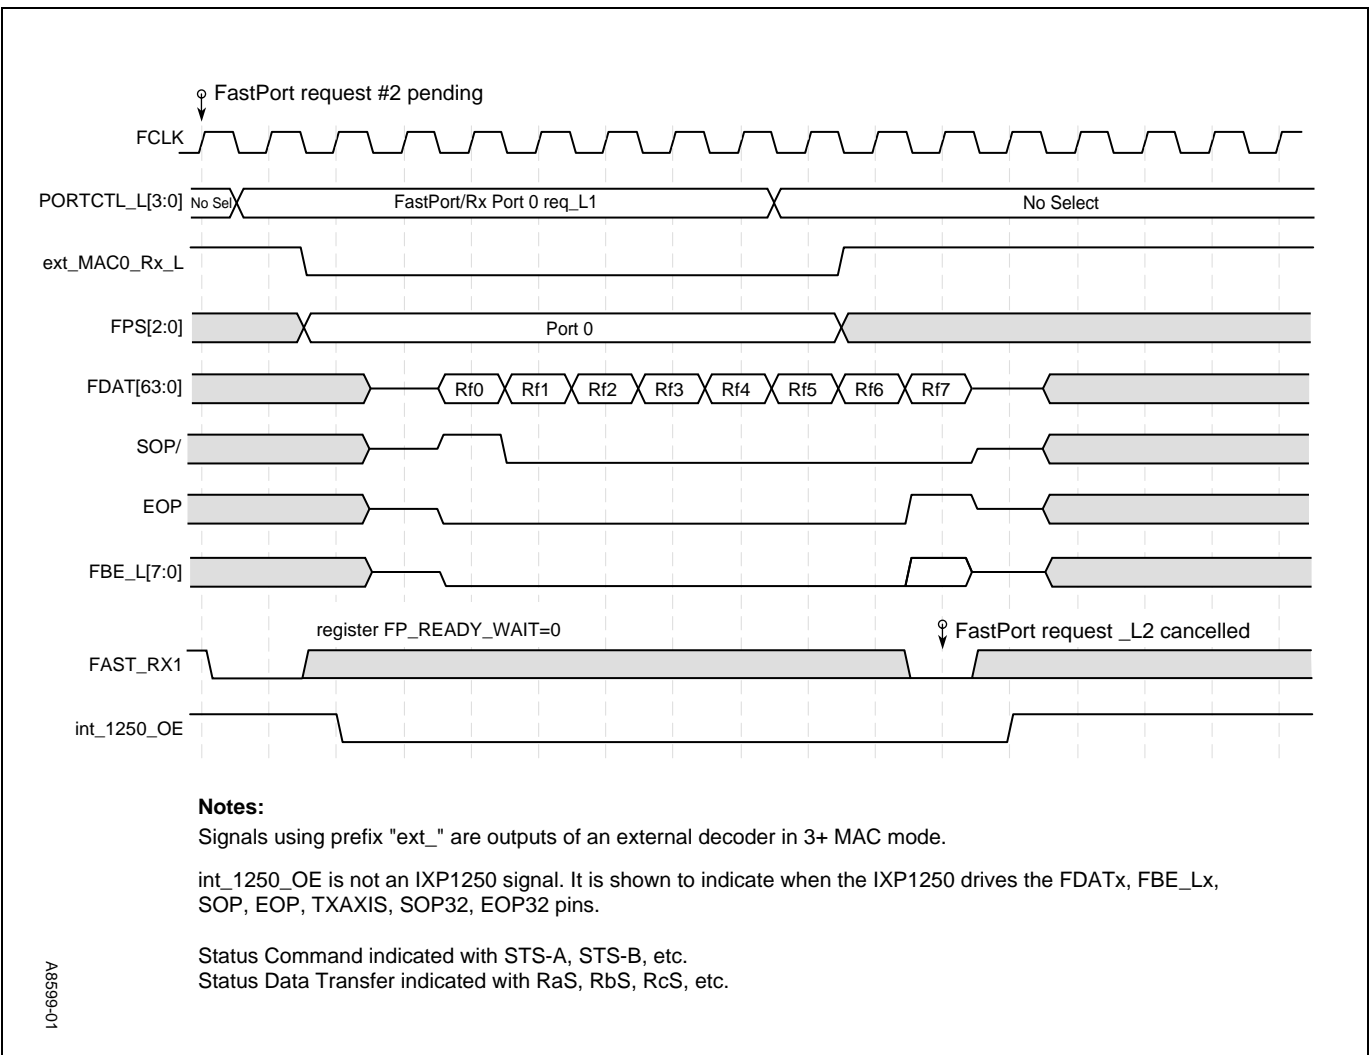 FastPort request #2 pending
FCLK
PORTCTL_L[3:0] No Sel FastPort/Rx Port 0 req_L1 No Select
ext_MAC0_Rx_L
FPS[2:0] Port 0
FDAT[63:0] Rf0 Rf1 Rf2 Rf3 Rf4 Rf5 Rf6 Rf7
SOP/
EOP
FBE_L[7:0]
register FP_READY_WAIT=0 FastPort request _L2 cancelled
FAST_RX1
int_1250_OE
Notes:
Signals using prefix "ext_" are outputs of an external decoder in 3+ MAC mode.
int_1250_OE is not an IXP1250 signal. It is shown to indicate when the IXP1250 drives the FDATx, FBE_Lx,
SOP, EOP, TXAXIS, SOP32, EOP32 pins.
Status Command indicated with STS-A, STS-B, etc.
Status Data Transfer indicated with RaS, RbS, RcS, etc.
A8599-01